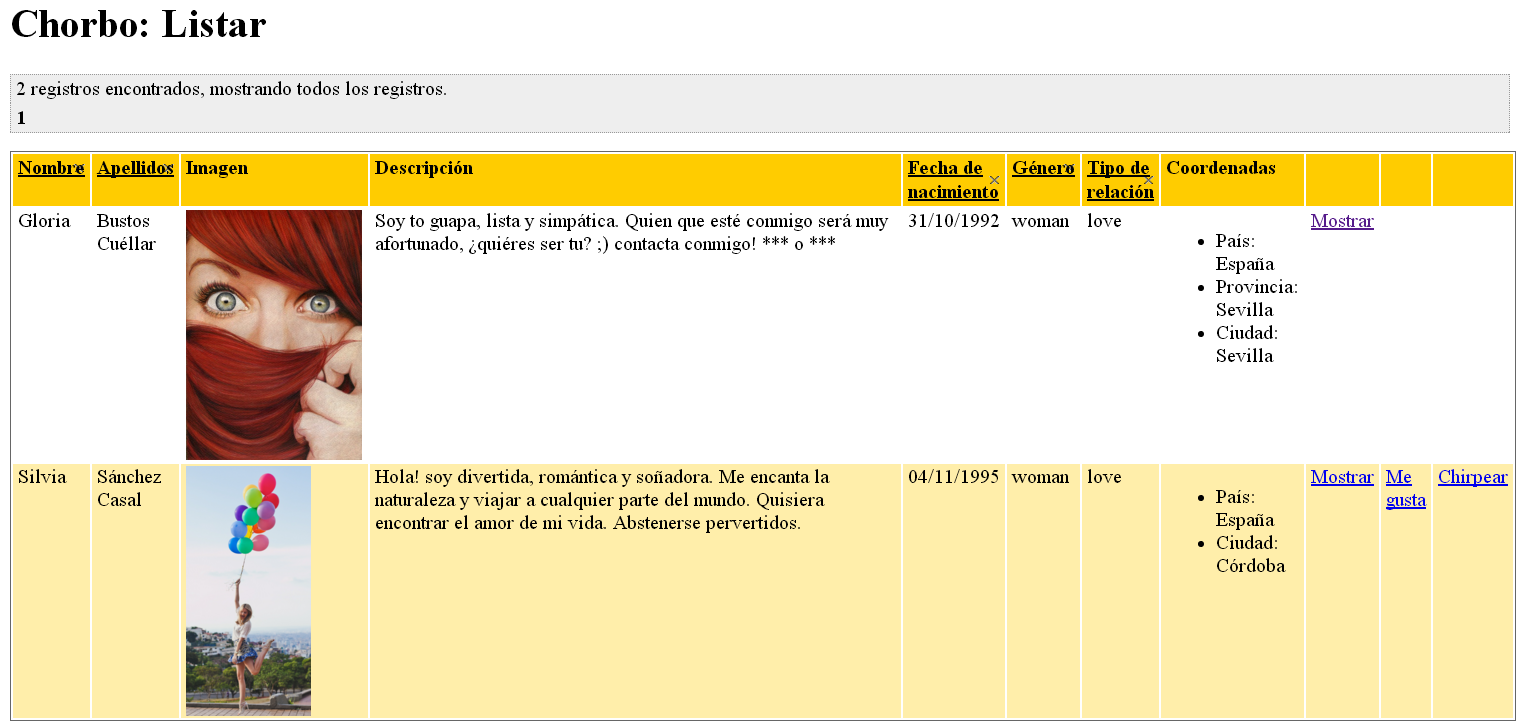 Chorbo: Listar
2 registros encontrados, mostrando todos los registros.
1
Nombre Apellidos Imagen Descripción Fecha de nacimiento Género Tipo de relación Coordenadas
Gloria
Bustos
Cuéllar
Soy to guapa, lista y simpática. Quien que esté conmigo será muy
afortunado, ¿quiéres ser tu? ;) contacta conmigo! *** o ***
31/10/1992
woman
love
País:
España
Provincia:
Sevilla
Ciudad:
Sevilla
Mostrar
Silvia
Sánchez
Casal
Hola! soy divertida, romántica y soñadora. Me encanta la
naturaleza y viajar a cualquier parte del mundo. Quisiera
encontrar el amor de mi vida. Abstenerse pervertidos.
04/11/1995
woman
love
País:
España
Ciudad:
Córdoba
Mostrar
Me
gusta
Chirpear